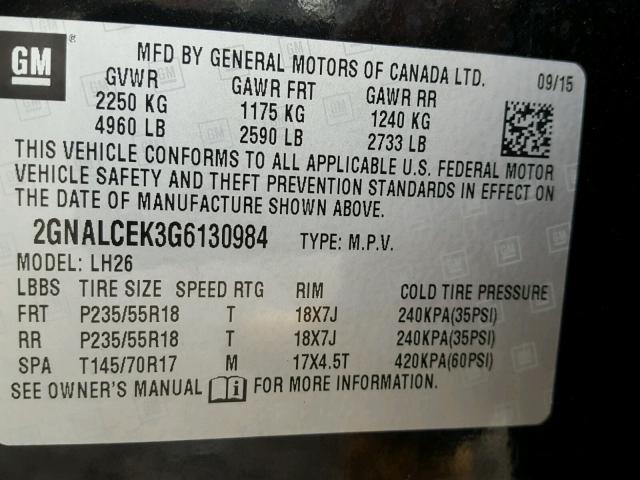 GM
MFD BY GENERAL MOTORS OF CANADA LTD.
GVWR GAWR FRT GAWR RR 09/15
2250 KG 1175 KG 1240 KG
4960 LB 2590 LB 2733 LB
THIS VEHICLE CONFORMS TO ALL APPLICABLE U.S. FEDERAL MOTOR
VEHICLE SAFETY AND THEFT PREVENTION STANDARDS IN EFFECT ON
THE DATE OF MANUFACTURE SHOWN ABOVE.
2GNALCEK3G6130984 TYPE: M.P.V.
MODEL: LH26
LBBS TIRE SIZE SPEED RTG RIM COLD TIRE PRESSURE
FRT P235/55R18 T 18X7J 240KPA(35PSI)
RR P235/55R18 T 18X7J 240KPA(35PSI)
SPA T145/70R17 M 17X4.5T 420KPA(60PSI)
SEE OWNER'S MANUAL i FOR MORE INFORMATION.